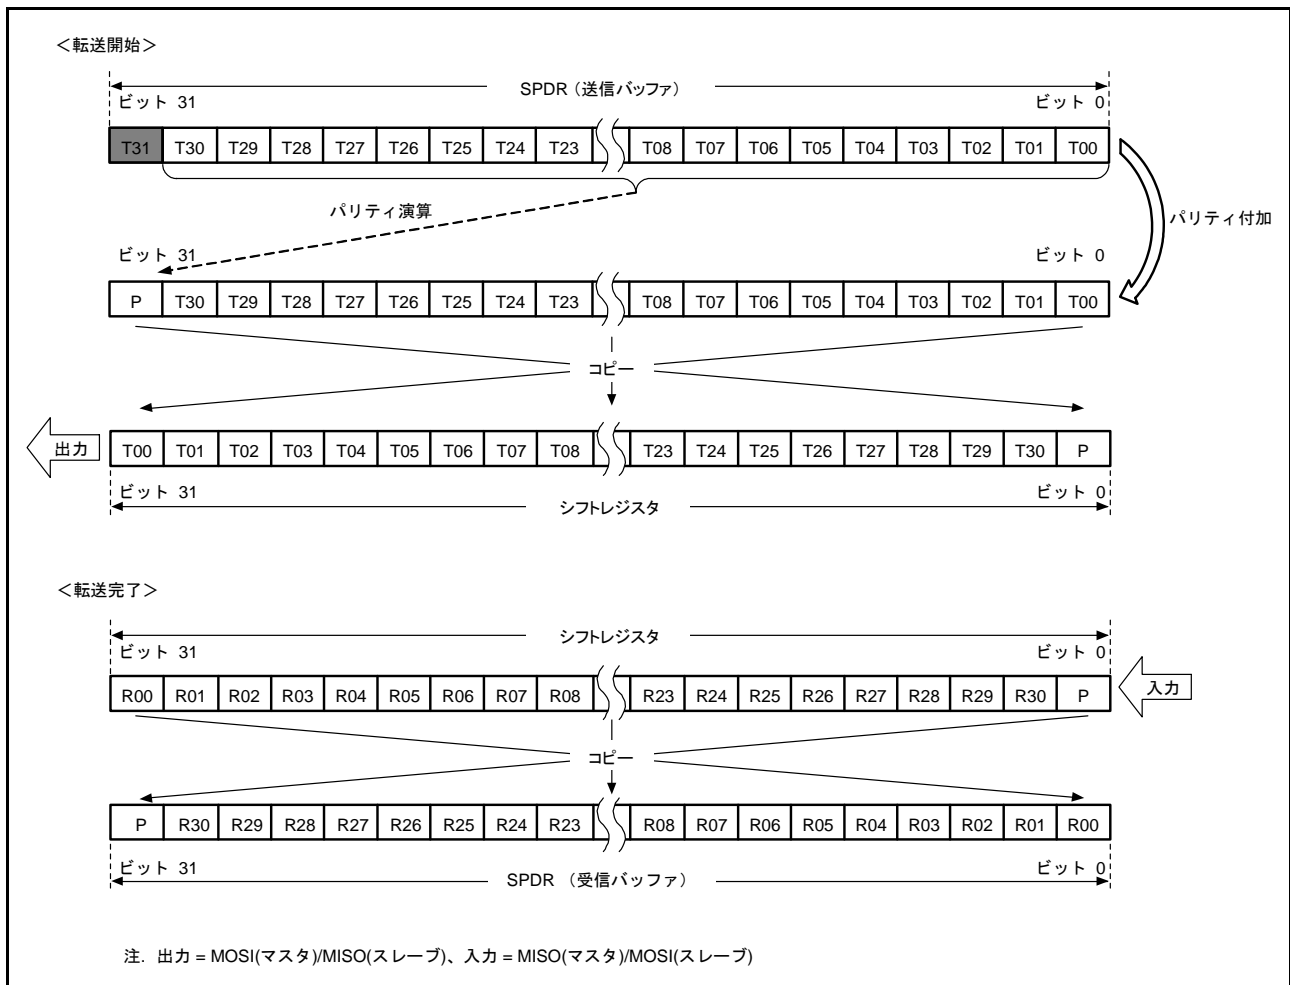 ＜転送開始＞
SPDR（送信バッファ）
ビット 31 ビット 0
T31 T30 T29 T28 T27 T26 T25 T24 T23 T08 T07 T06 T05 T04 T03 T02 T01 T00
パリティ演算
パリティ付加
ビット 31 ビット 0
P T30 T29 T28 T27 T26 T25 T24 T23 T08 T07 T06 T05 T04 T03 T02 T01 T00
コピー
出力 T00 T01 T02 T03 T04 T05 T06 T07 T08 T23 T24 T25 T26 T27 T28 T29 T30 P
ビット 31 ビット 0
シフトレジスタ
＜転送完了＞
シフトレジスタ
ビット 31 ビット 0
R00 R01 R02 R03 R04 R05 R06 R07 R08 R23 R24 R25 R26 R27 R28 R29 R30 P 入力
コピー
P R30 R29 R28 R27 R26 R25 R24 R23 R08 R07 R06 R05 R04 R03 R02 R01 R00
ビット 31 ビット 0
SPDR （受信バッファ）
注. 出力 = MOSI(マスタ)/MISO(スレーブ)、入力 = MISO(マスタ)/MOSI(スレーブ)